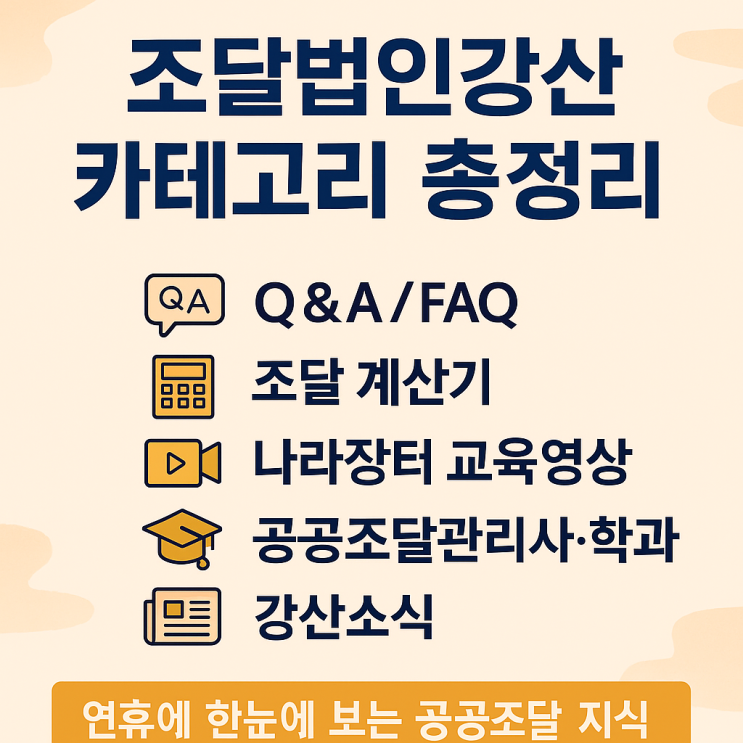 조달법인강산
카테고리 총정리
QA
Q&A/FAQ
조달 계산기
나라장터 교육영상
공공조달관리사·학과
강산소식
연휴에 한눈에 보는 공공조달 지식